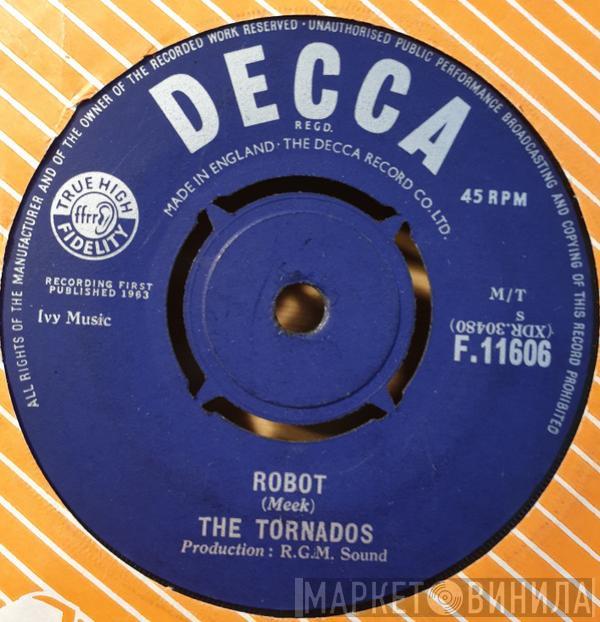 ALL RIGHTS OF THE MANUFACTURER AND OF THE OWNER OF THE RECORDED WORK RESERVED · UNAUTHORISED PUBLIC PERFORMANCE BROADCASTING AND COPYING OF THIS RECORD PROHIBITED
DECCA
REGD.
MADE IN ENGLAND · THE DECCA RECORD CO. LTD.
TRUE HIGH
ffrr
FIDELITY
45 RPM
RECORDING FIRST
PUBLISHED 1963
Ivy Music
M/T
S
(XDR.30480)
F.11606
ROBOT
(Meek)
THE TORNADOS
Production : R.G.M. Sound
МАРКЕТ ВИНИЛА